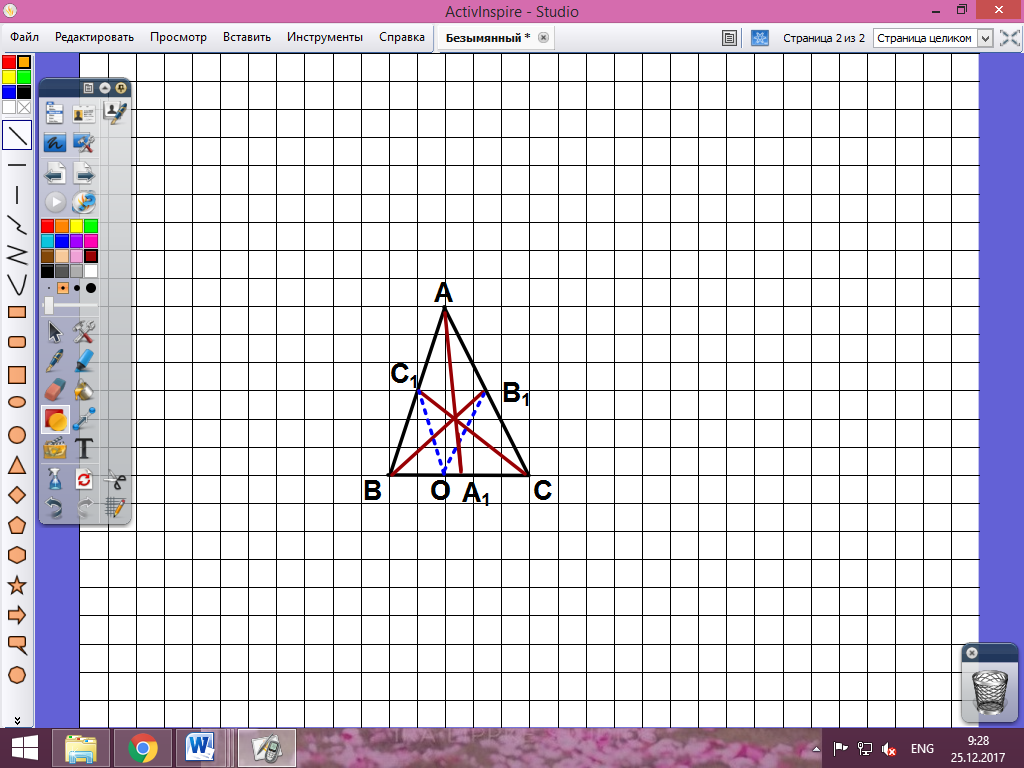 ActivInspire - Studio
Файл Редактировать Просмотр Вставить Инструменты Справка Безымянный * Страница 2 из 2 Страница целиком
A
C₁
B₁
B O A₁ C
T
W
ENG
9:28
25.12.2017